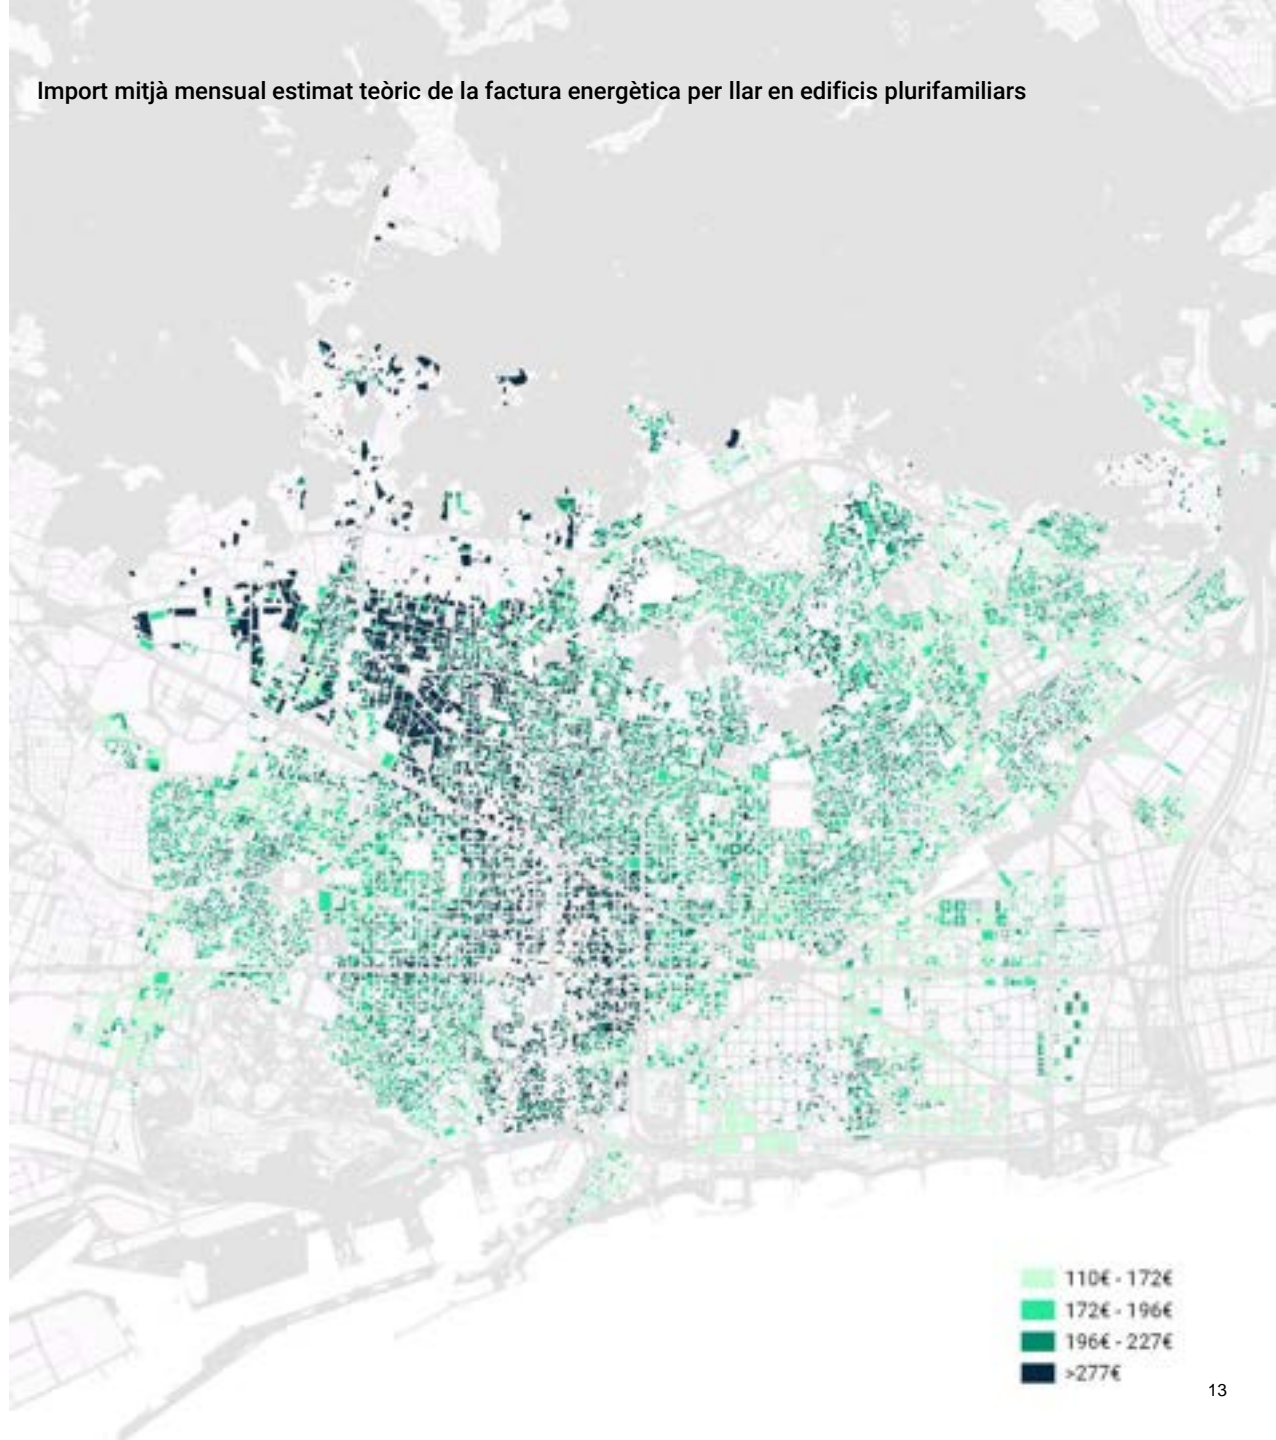 Import mitjà mensual estimat teòric de la factura energètica per llar en edificis plurifamiliars
110€ - 172€
172€ - 196€
196€ - 227€
>277€
13